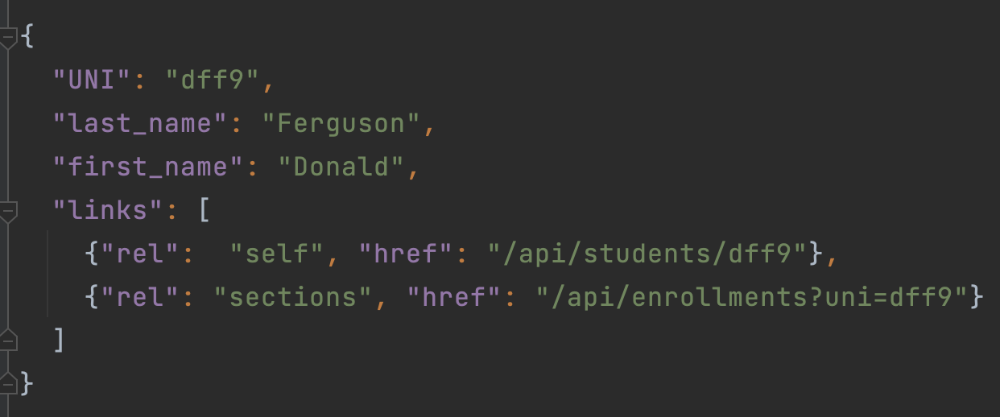 {
  "UNI": "dff9",
  "last_name": "Ferguson",
  "first_name": "Donald",
  "links": [
    {"rel":  "self", "href": "/api/students/dff9"},
    {"rel": "sections", "href": "/api/enrollments?uni=dff9"}
  ]
}